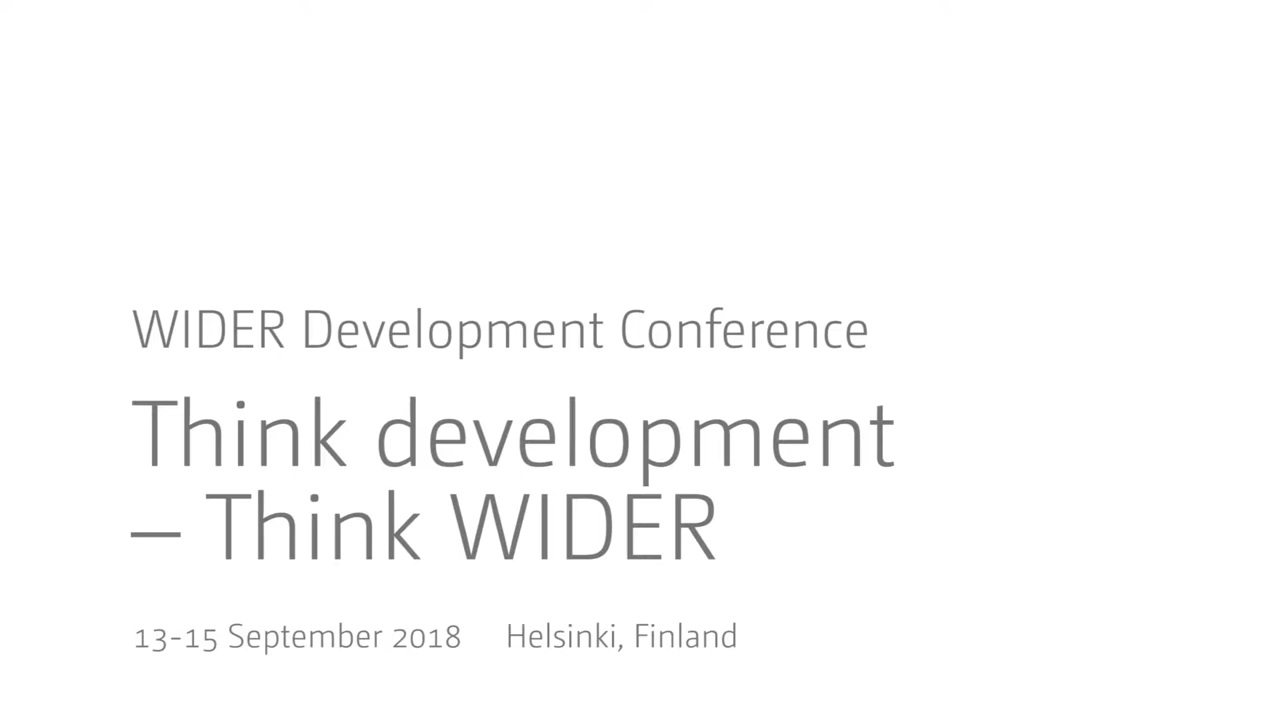 WIDER Development Conference
Think development
– Think WIDER
13-15 September 2018 Helsinki, Finland